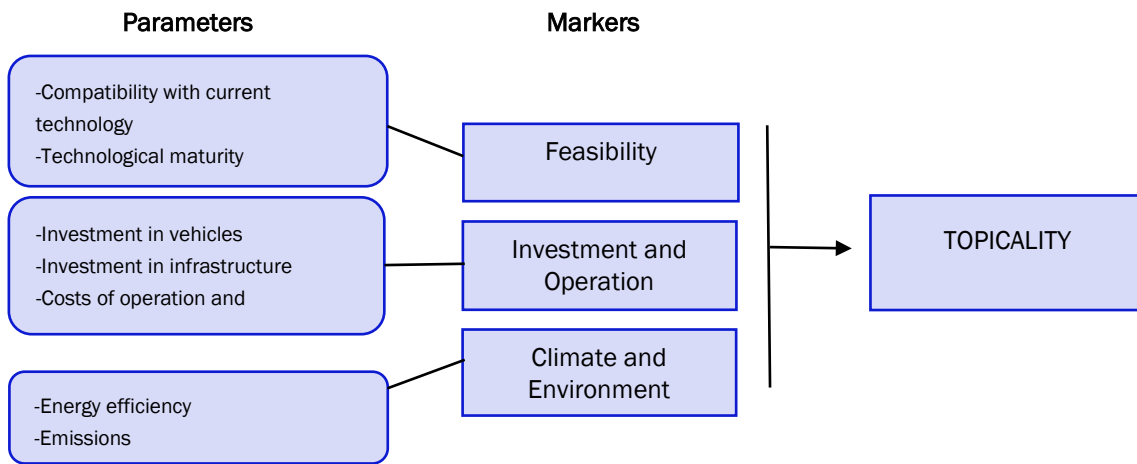 Parameters
Markers
-Compatibility with current
technology
-Technological maturity
Feasibility
-Investment in vehicles
-Investment in infrastructure
-Costs of operation and
Investment and
Operation
-Energy efficiency
-Emissions
Climate and
Environment
TOPICALITY